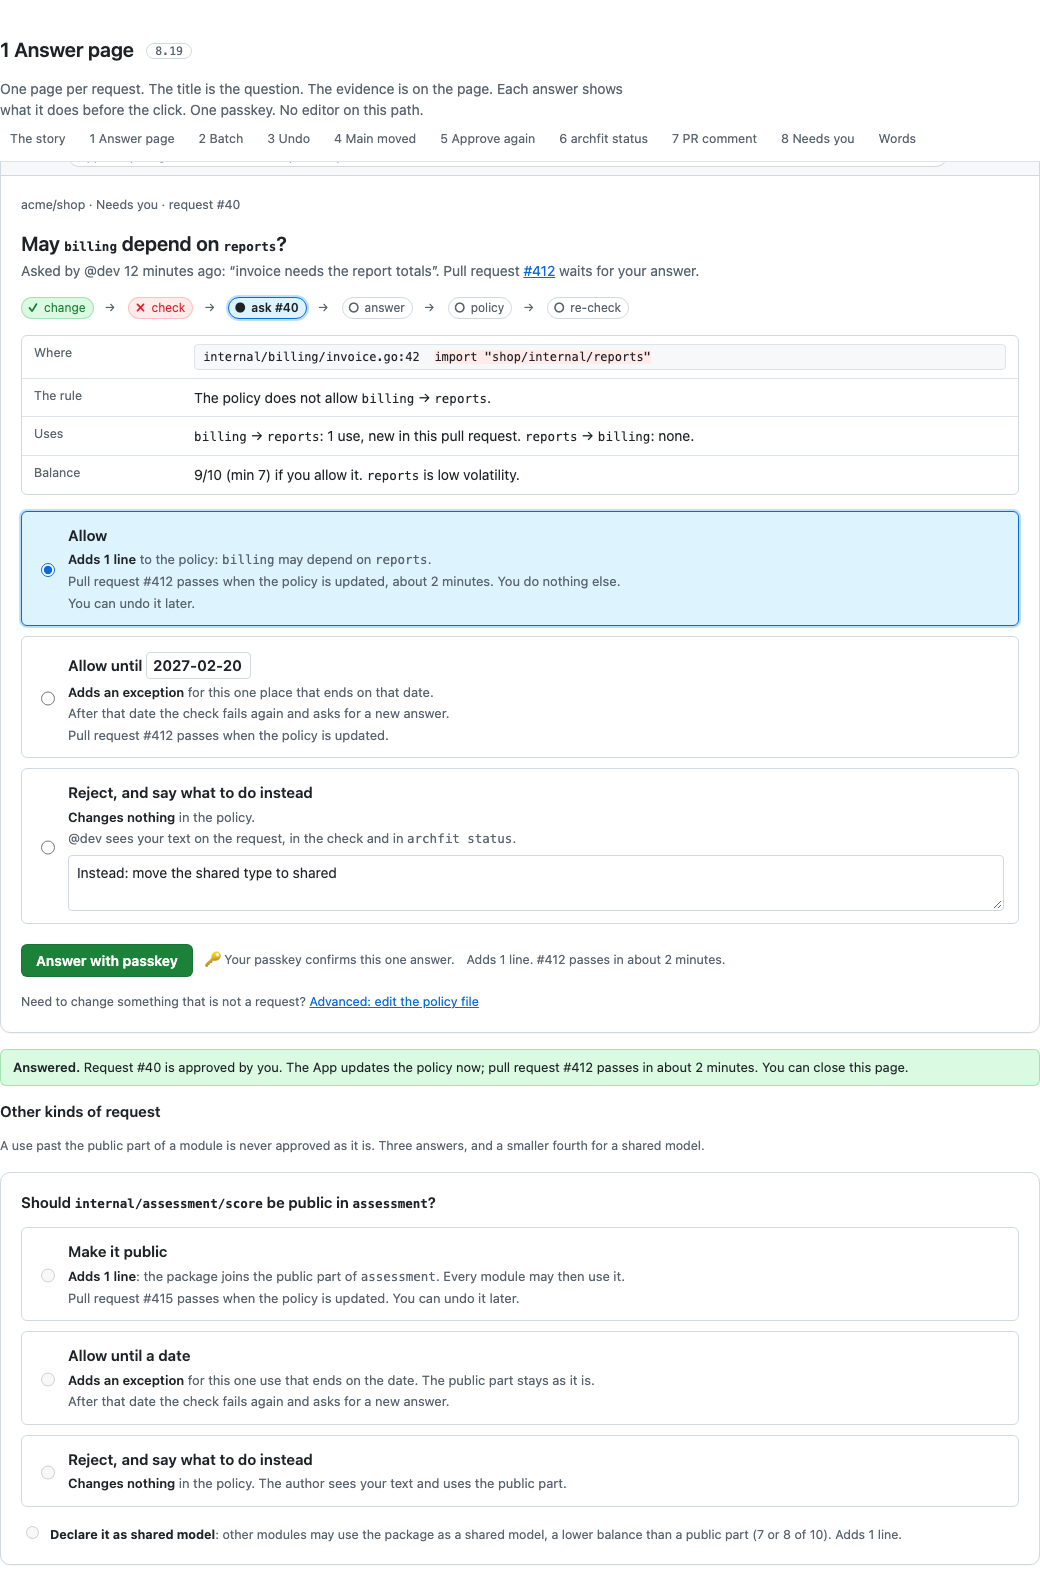 1 Answer page 8.19
One page per request. The title is the question. The evidence is on the page. Each answer shows
what it does before the click. One passkey. No editor on this path.
The story 1 Answer page 2 Batch 3 Undo 4 Main moved 5 Approve again 6 archfit status 7 PR comment 8 Needs you Words
acme/shop · Needs you · request #40
May billing depend on reports?
Asked by @dev 12 minutes ago: “invoice needs the report totals”. Pull request #412 waits for your answer.
✓ change → ✕ check → ● ask #40 → ○ answer → ○ policy → ○ re-check
Where internal/billing/invoice.go:42 import "shop/internal/reports"
The rule The policy does not allow billing → reports.
Uses billing → reports: 1 use, new in this pull request. reports → billing: none.
Balance 9/10 (min 7) if you allow it. reports is low volatility.
Allow
Adds 1 line to the policy: billing may depend on reports.
Pull request #412 passes when the policy is updated, about 2 minutes. You do nothing else.
You can undo it later.
Allow until 2027-02-20
Adds an exception for this one place that ends on that date.
After that date the check fails again and asks for a new answer.
Pull request #412 passes when the policy is updated.
Reject, and say what to do instead
Changes nothing in the policy.
@dev sees your text on the request, in the check and in archfit status.
Instead: move the shared type to shared
Answer with passkey 🔑 Your passkey confirms this one answer. Adds 1 line. #412 passes in about 2 minutes.
Need to change something that is not a request? Advanced: edit the policy file
Answered. Request #40 is approved by you. The App updates the policy now; pull request #412 passes in about 2 minutes. You can close this page.
Other kinds of request
A use past the public part of a module is never approved as it is. Three answers, and a smaller fourth for a shared model.
Should internal/assessment/score be public in assessment?
Make it public
Adds 1 line: the package joins the public part of assessment. Every module may then use it.
Pull request #415 passes when the policy is updated. You can undo it later.
Allow until a date
Adds an exception for this one use that ends on the date. The public part stays as it is.
After that date the check fails again and asks for a new answer.
Reject, and say what to do instead
Changes nothing in the policy. The author sees your text and uses the public part.
Declare it as shared model: other modules may use the package as a shared model, a lower balance than a public part (7 or 8 of 10). Adds 1 line.